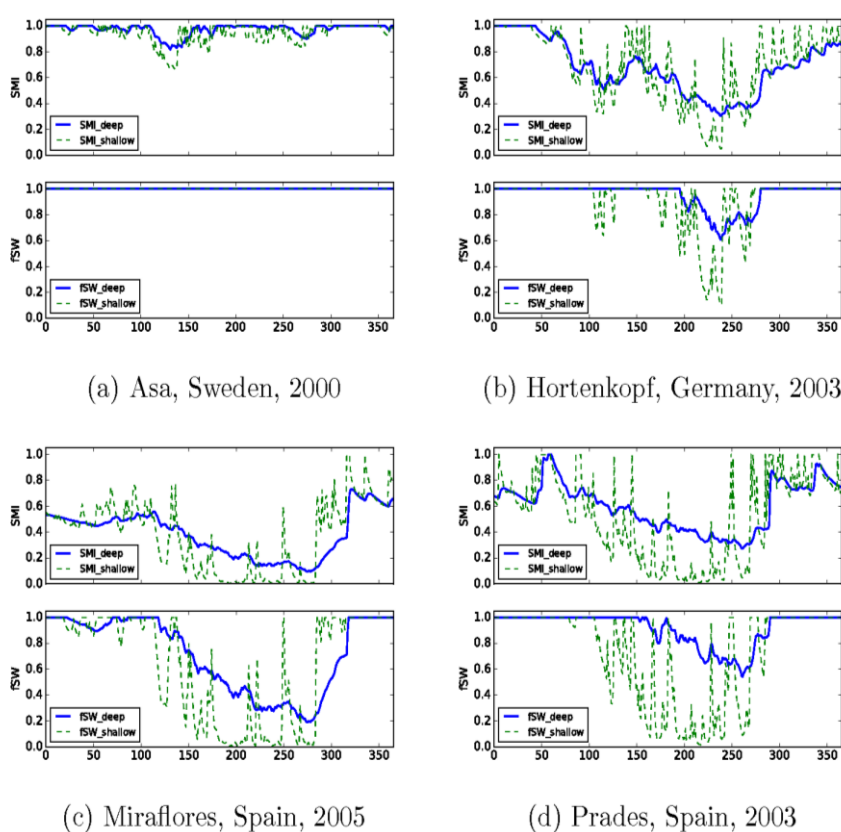 1.0
0.8
0.6
0.4
0.2
0.0
SMI
SMI_deep
SMI_shallow
1.0
0.8
0.6
0.4
0.2
0.0
fSW
fSW_deep
fSW_shallow
0 50 100 150 200 250 300 350
(a) Asa, Sweden, 2000
1.0
0.8
0.6
0.4
0.2
0.0
SMI
SMI_deep
SMI_shallow
1.0
0.8
0.6
0.4
0.2
0.0
fSW
fSW_deep
fSW_shallow
0 50 100 150 200 250 300 350
(b) Hortenkopf, Germany, 2003
1.0
0.8
0.6
0.4
0.2
0.0
SMI
SMI_deep
SMI_shallow
1.0
0.8
0.6
0.4
0.2
0.0
fSW
fSW_deep
fSW_shallow
0 50 100 150 200 250 300 350
(c) Miraflores, Spain, 2005
1.0
0.8
0.6
0.4
0.2
0.0
SMI
SMI_deep
SMI_shallow
1.0
0.8
0.6
0.4
0.2
0.0
fSW
fSW_deep
fSW_shallow
0 50 100 150 200 250 300 350
(d) Prades, Spain, 2003